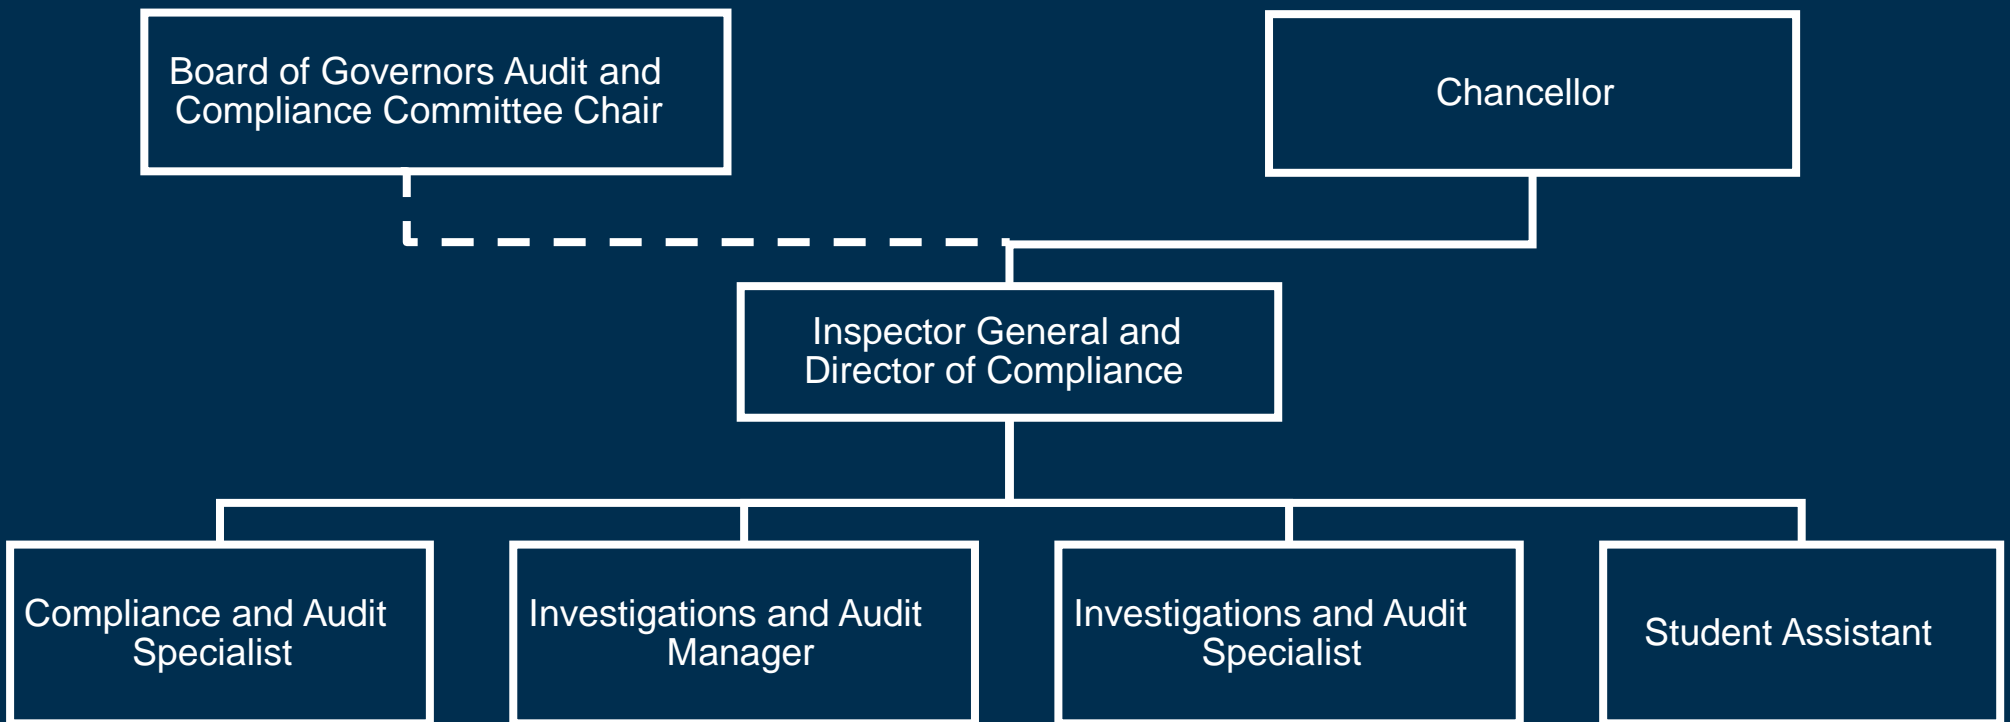 Board of Governors Audit and
Compliance Committee Chair
Chancellor
Inspector General and
Director of Compliance
Compliance and Audit
Specialist
Investigations and Audit
Manager
Investigations and Audit
Specialist
Student Assistant